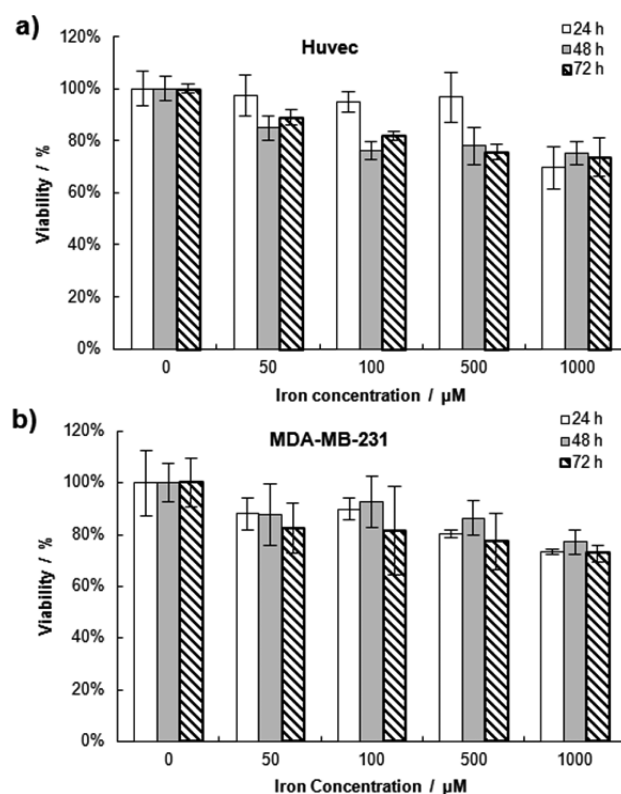 a)
Huvec
24 h
48 h
72 h
120%
100%
80%
60%
40%
20%
0%
Viability / %
0 50 100 500 1000
Iron concentration / µM
b)
MDA-MB-231
24 h
48 h
72 h
120%
100%
80%
60%
40%
20%
0%
Viability / %
0 50 100 500 1000
Iron Concentration / µM